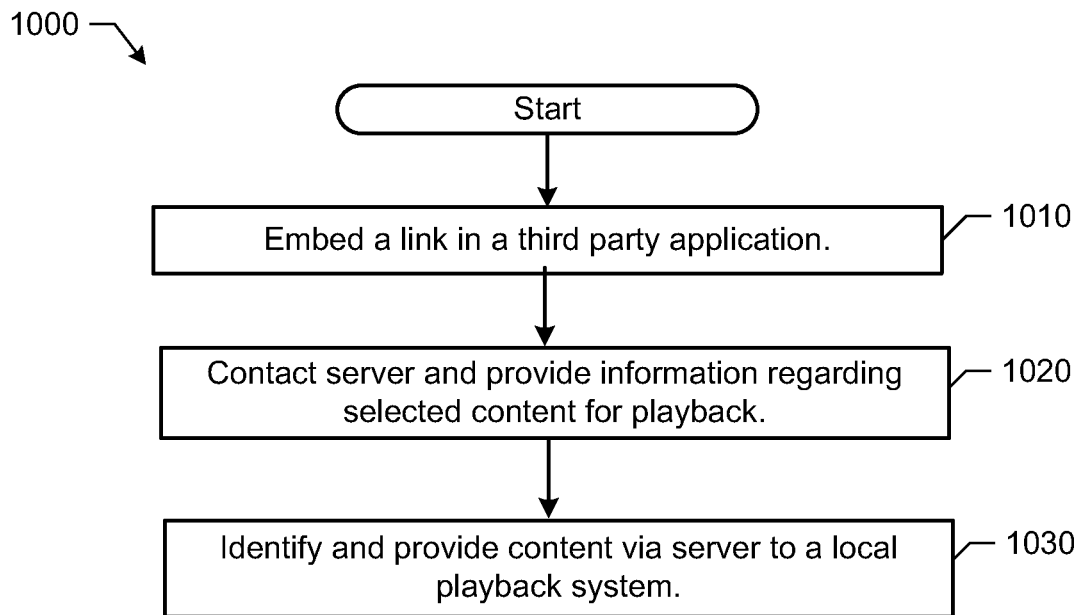 1000
Start
Embed a link in a third party application.
1010
Contact server and provide information regarding
selected content for playback.
1020
Identify and provide content via server to a local
playback system.
1030